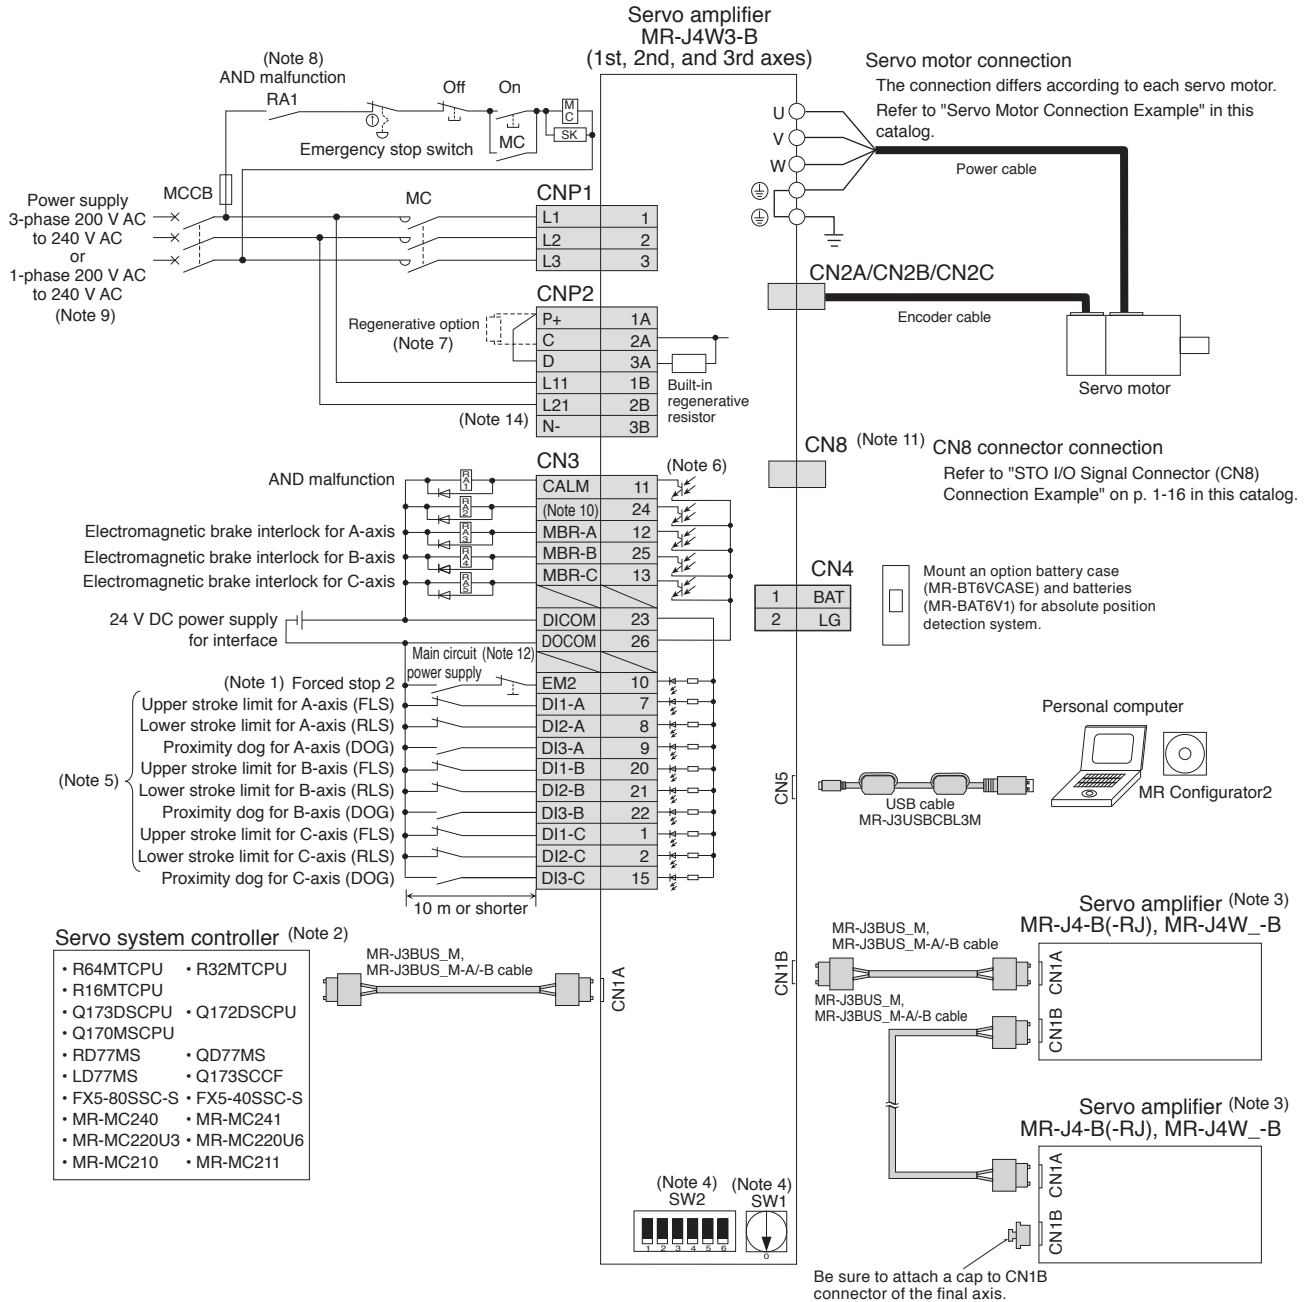 Servo amplifier
MR-J4W3-B
(1st, 2nd, and 3rd axes)
(Note 8)
AND malfunction
RA1
Off
On
MC
SK
MC
Emergency stop switch
Servo motor connection
The connection differs according to each servo motor.
Refer to "Servo Motor Connection Example" in this
catalog.
U
V
W
Power cable
Power supply
3-phase 200 V AC
to 240 V AC
or
1-phase 200 V AC
to 240 V AC
(Note 9)
MCCB
MC
CNP1
L1 1
L2 2
L3 3
CNP2
P+ 1A
C 2A
D 3A
L11 1B
L21 2B
N- 3B
Regenerative option
(Note 7)
(Note 14)
Built-in
regenerative
resistor
CN2A/CN2B/CN2C
Encoder cable
Servo motor
CN8 (Note 11)
CN8 connector connection
Refer to "STO I/O Signal Connector (CN8)
Connection Example" on p. 1-16 in this catalog.
CN3
(Note 6)
AND malfunction RA1 CALM 11
RA2 (Note 10) 24
Electromagnetic brake interlock for A-axis RA3 MBR-A 12
Electromagnetic brake interlock for B-axis RA4 MBR-B 25
Electromagnetic brake interlock for C-axis RA5 MBR-C 13
24 V DC power supply
for interface
DICOM 23
DOCOM 26
Main circuit
power supply
(Note 12)
(Note 1) Forced stop 2 EM2 10
Upper stroke limit for A-axis (FLS) DI1-A 7
Lower stroke limit for A-axis (RLS) DI2-A 8
Proximity dog for A-axis (DOG) DI3-A 9
(Note 5)
Upper stroke limit for B-axis (FLS) DI1-B 20
Lower stroke limit for B-axis (RLS) DI2-B 21
Proximity dog for B-axis (DOG) DI3-B 22
Upper stroke limit for C-axis (FLS) DI1-C 1
Lower stroke limit for C-axis (RLS) DI2-C 2
Proximity dog for C-axis (DOG) DI3-C 15
10 m or shorter
CN4
1 BAT
2 LG
Mount an option battery case
(MR-BT6VCASE) and batteries
(MR-BAT6V1) for absolute position
detection system.
Personal computer
CN5
USB cable
MR-J3USBCBL3M
MR Configurator2
Servo system controller (Note 2)
• R64MTCPU • R32MTCPU
• R16MTCPU
• Q173DSCPU • Q172DSCPU
• Q170MSCPU
• RD77MS • QD77MS
• LD77MS • Q173SCCF
• FX5-80SSC-S • FX5-40SSC-S
• MR-MC240 • MR-MC241
• MR-MC220U3 • MR-MC220U6
• MR-MC210 • MR-MC211
MR-J3BUS_M,
MR-J3BUS_M-A/-B cable
CN1A
CN1B
MR-J3BUS_M,
MR-J3BUS_M-A/-B cable
MR-J3BUS_M,
MR-J3BUS_M-A/-B cable
Servo amplifier (Note 3)
MR-J4-B(-RJ), MR-J4W_-B
CN1A
CN1B
Servo amplifier (Note 3)
MR-J4-B(-RJ), MR-J4W_-B
CN1A
CN1B
(Note 4)
SW2
1 2 3 4 5 6
(Note 4)
SW1
0
Be sure to attach a cap to CN1B
connector of the final axis.